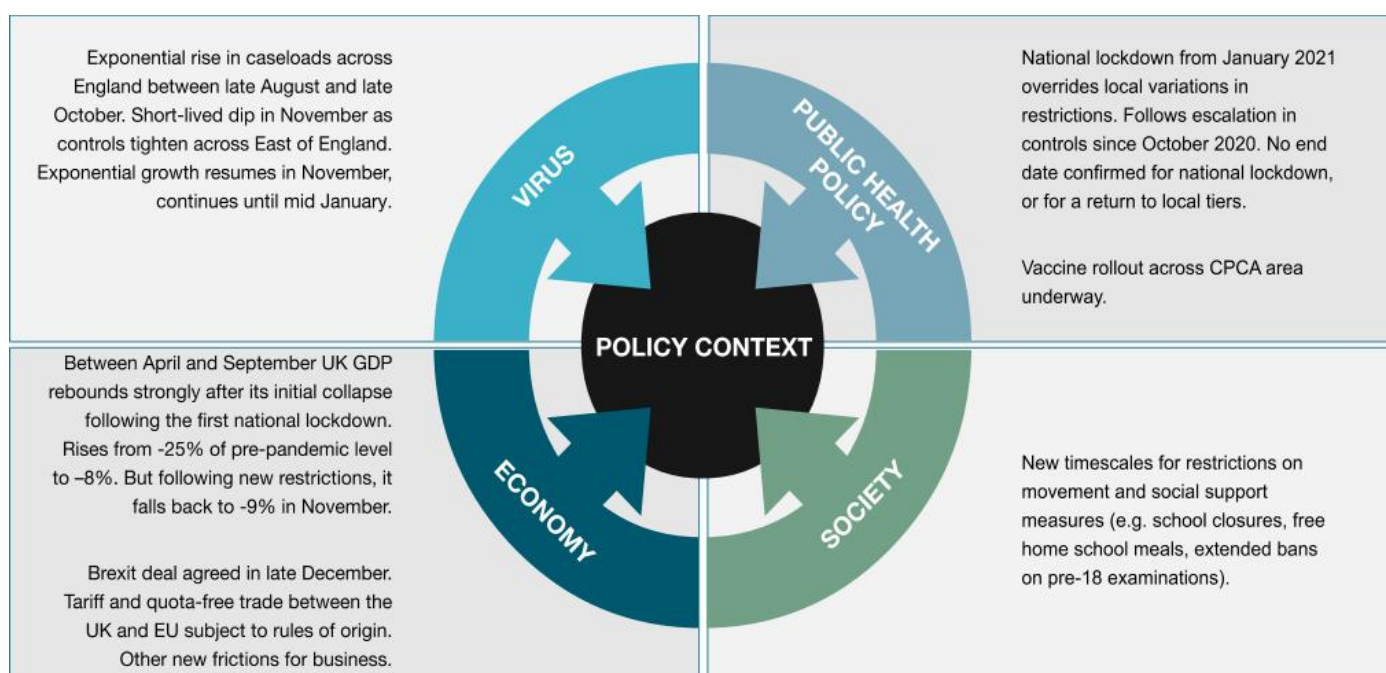 Exponential rise in caseloads across
England between late August and late
October. Short-lived dip in November as
controls tighten across East of England.
Exponential growth resumes in November,
continues until mid January.
VIRUS
PUBLIC HEALTH
POLICY
National lockdown from January 2021
overrides local variations in
restrictions. Follows escalation in
controls since October 2020. No end
date confirmed for national lockdown,
or for a return to local tiers.
Vaccine rollout across CPCA area
underway.
POLICY CONTEXT
Between April and September UK GDP
rebounds strongly after its initial collapse
following the first national lockdown.
Rises from -25% of pre-pandemic level
to –8%. But following new restrictions, it
falls back to -9% in November.
Brexit deal agreed in late December.
Tariff and quota-free trade between the
UK and EU subject to rules of origin.
Other new frictions for business.
ECONOMY
SOCIETY
New timescales for restrictions on
movement and social support
measures (e.g. school closures, free
home school meals, extended bans
on pre-18 examinations).